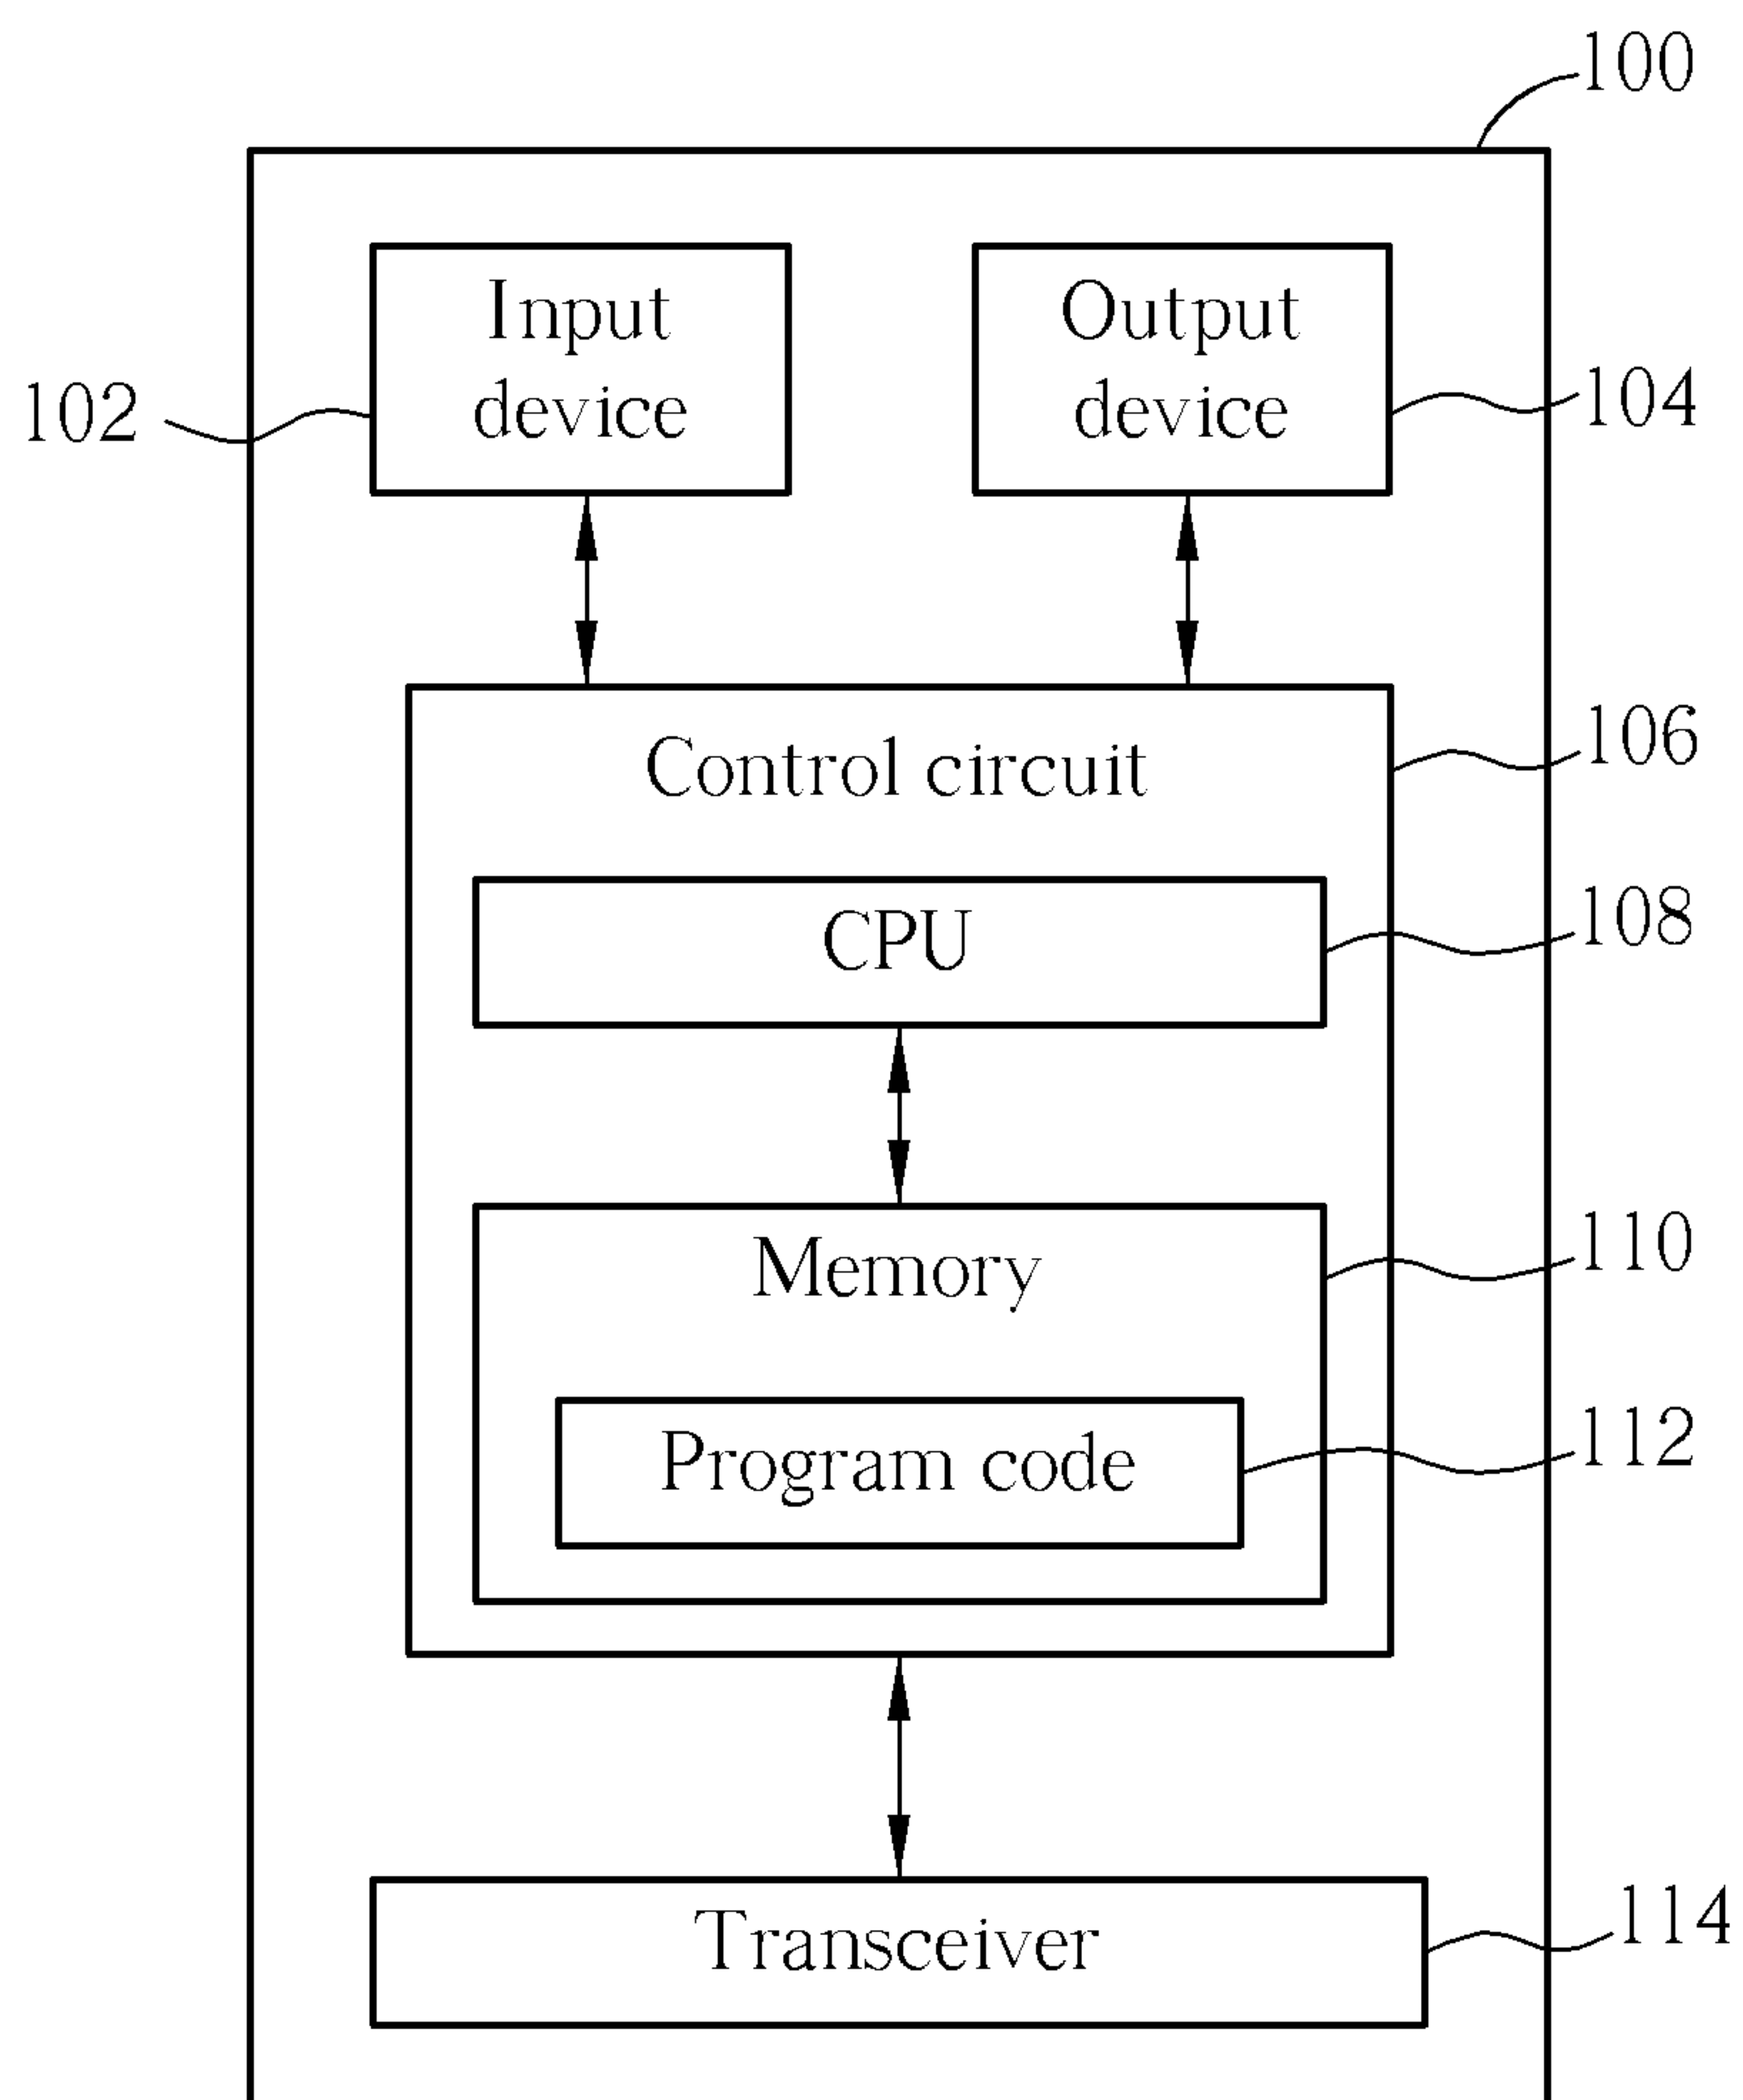 100
Input
device
Output
device
102
104
Control circuit
106
CPU
108
Memory
110
Program code
112
Transceiver
114